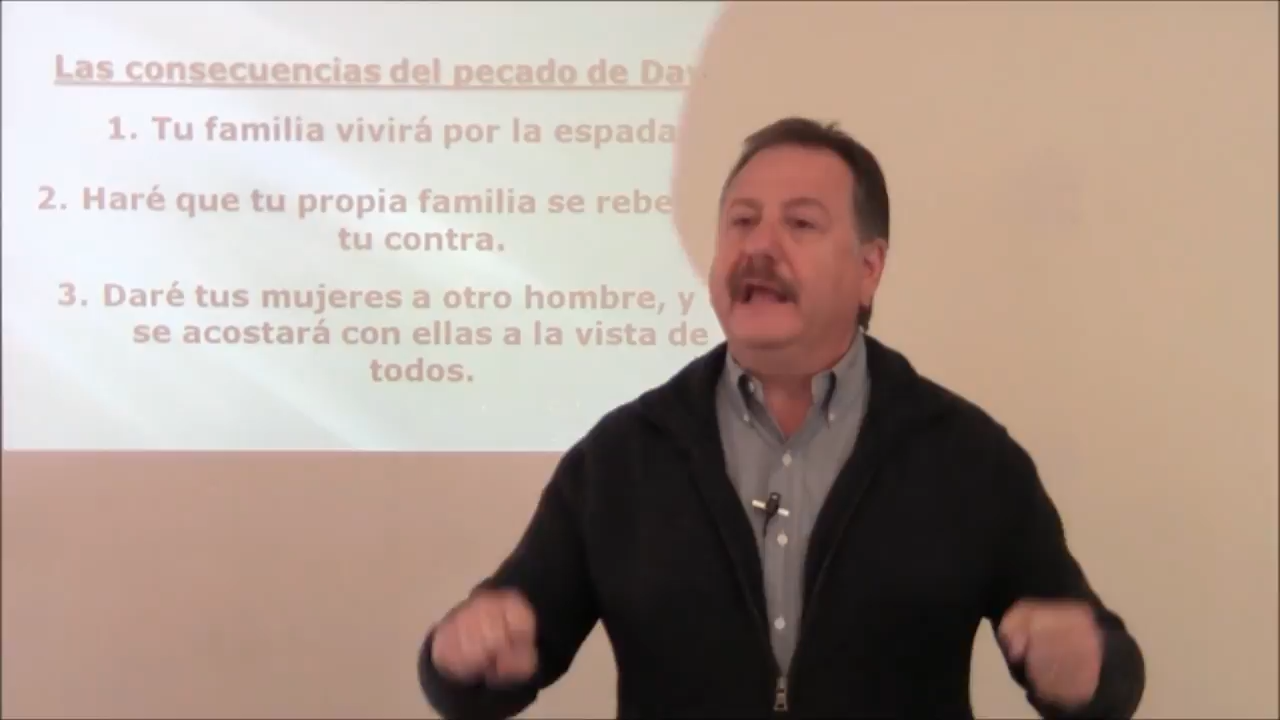 Las consecuencias del pecado de
1. Tu familia vivirá por la espada
2. Haré que tu propia familia se
tu contra.
3. Daré tus mujeres a otro hombre, y
se acostará con ellas a la vista de
todos.